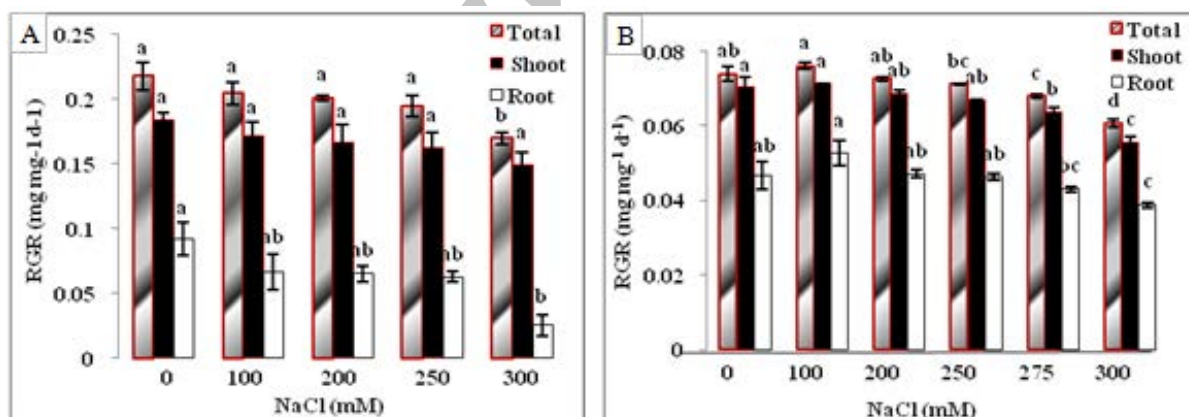 A
Total
Shoot
Root
RGR (mg mg-1d-1)
0.25
0.2
0.15
0.1
0.05
0
a a a
a a ab
a a ab
a a ab
b a b
0 100 200 250 300
NaCl (mM)
B
Total
Shoot
Root
RGR (mg mg⁻¹ d⁻¹)
0.08
0.06
0.04
0.02
0
ab a ab
a a a
ab ab ab
bc ab ab
c b bc
d c c
0 100 200 250 275 300
NaCl (mM)